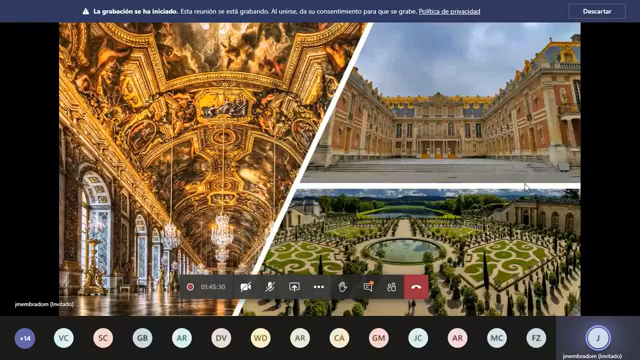 La grabación se ha iniciado. Esta reunión se está grabando. Al unirse, da su consentimiento para que se grabe. Política de privacidad
Descartar
01:45:30
jmembradom (Invitado)
+14
VC
SC
GB
AR
DV
WD
AR
CA
GM
JC
AR
MC
FZ
J
jmembradom (Invitado)